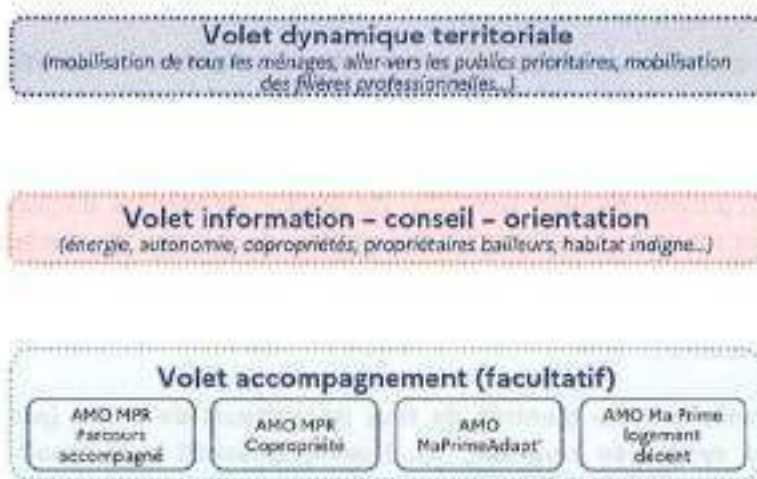 Volet dynamique territoriale
(mobilisation de tous les ménages, aller-vers les publics prioritaires, mobilisation
des filières professionnelles...)
Volet information – conseil – orientation
(énergie, autonomie, copropriétés, propriétaires bailleurs, habitat indigne...)
Volet accompagnement (facultatif)
AMO MPR
Parcours
accompagné
AMO MPR
Copropriété
AMO
MaPrimeAdapt'
AMO Ma Prime
logement
décent